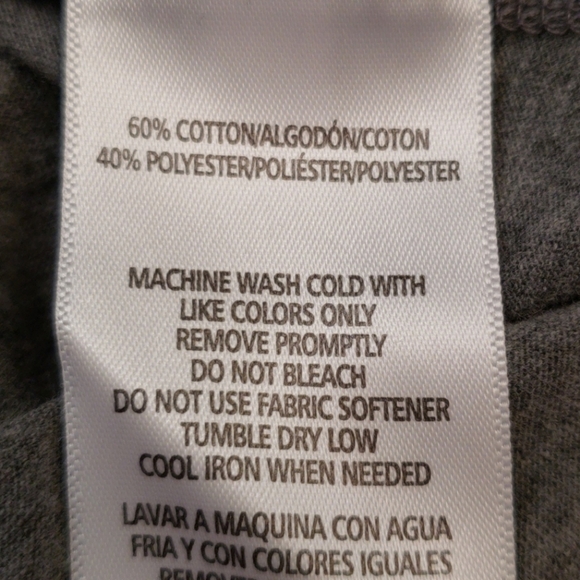 60% COTTON/ALGODÓN/COTON
40% POLYESTER/POLIÉSTER/POLYESTER
MACHINE WASH COLD WITH
LIKE COLORS ONLY
REMOVE PROMPTLY
DO NOT BLEACH
DO NOT USE FABRIC SOFTENER
TUMBLE DRY LOW
COOL IRON WHEN NEEDED
LAVAR A MAQUINA CON AGUA
FRIA Y CON COLORES IGUALES